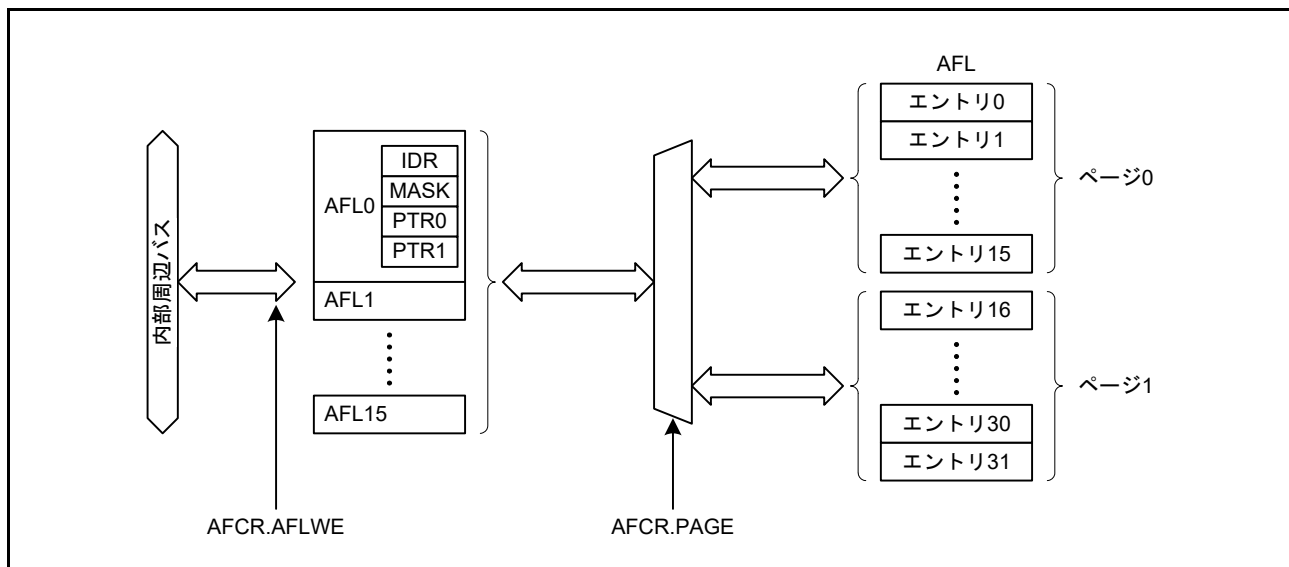 内部周辺バス
AFL0
IDR
MASK
PTR0
PTR1
AFL1
AFL15
AFCR.AFLWE
AFCR.PAGE
AFL
エントリ0
エントリ1
エントリ15
ページ0
エントリ16
エントリ30
エントリ31
ページ1